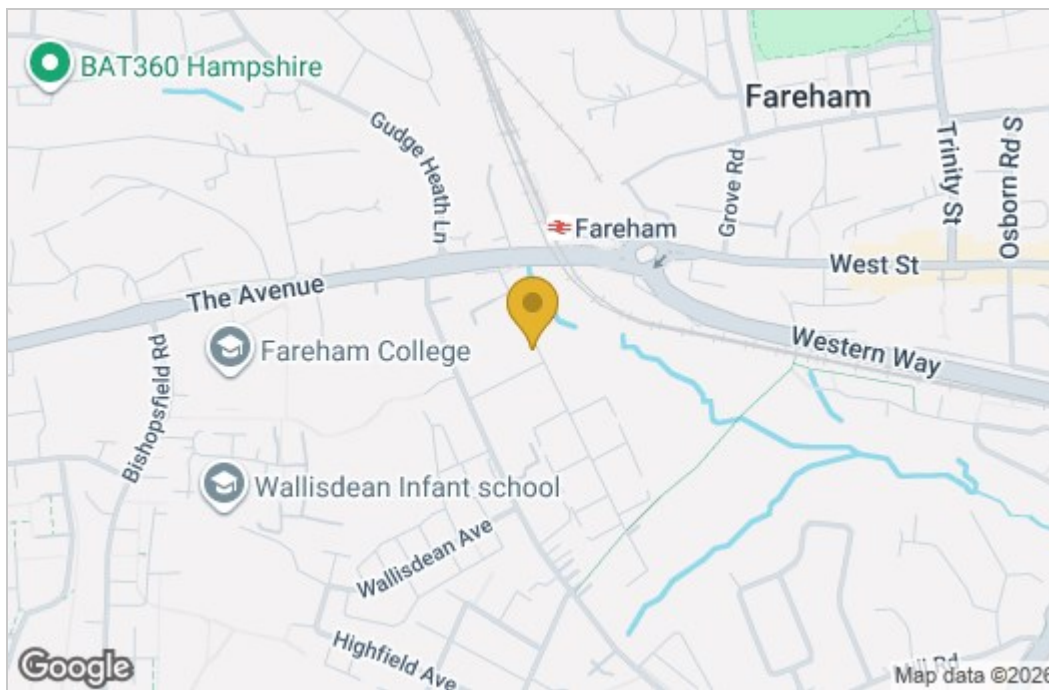 BAT360 Hampshire
Fareham
Gudge Heath Ln
Grove Rd
Trinity St
Osborn Rd S
Fareham
West St
The Avenue
Western Way
Fareham College
Bishopsfield Rd
Wallisdean Infant school
Wallisdean Ave
Highfield Ave
Google
Map data ©2026